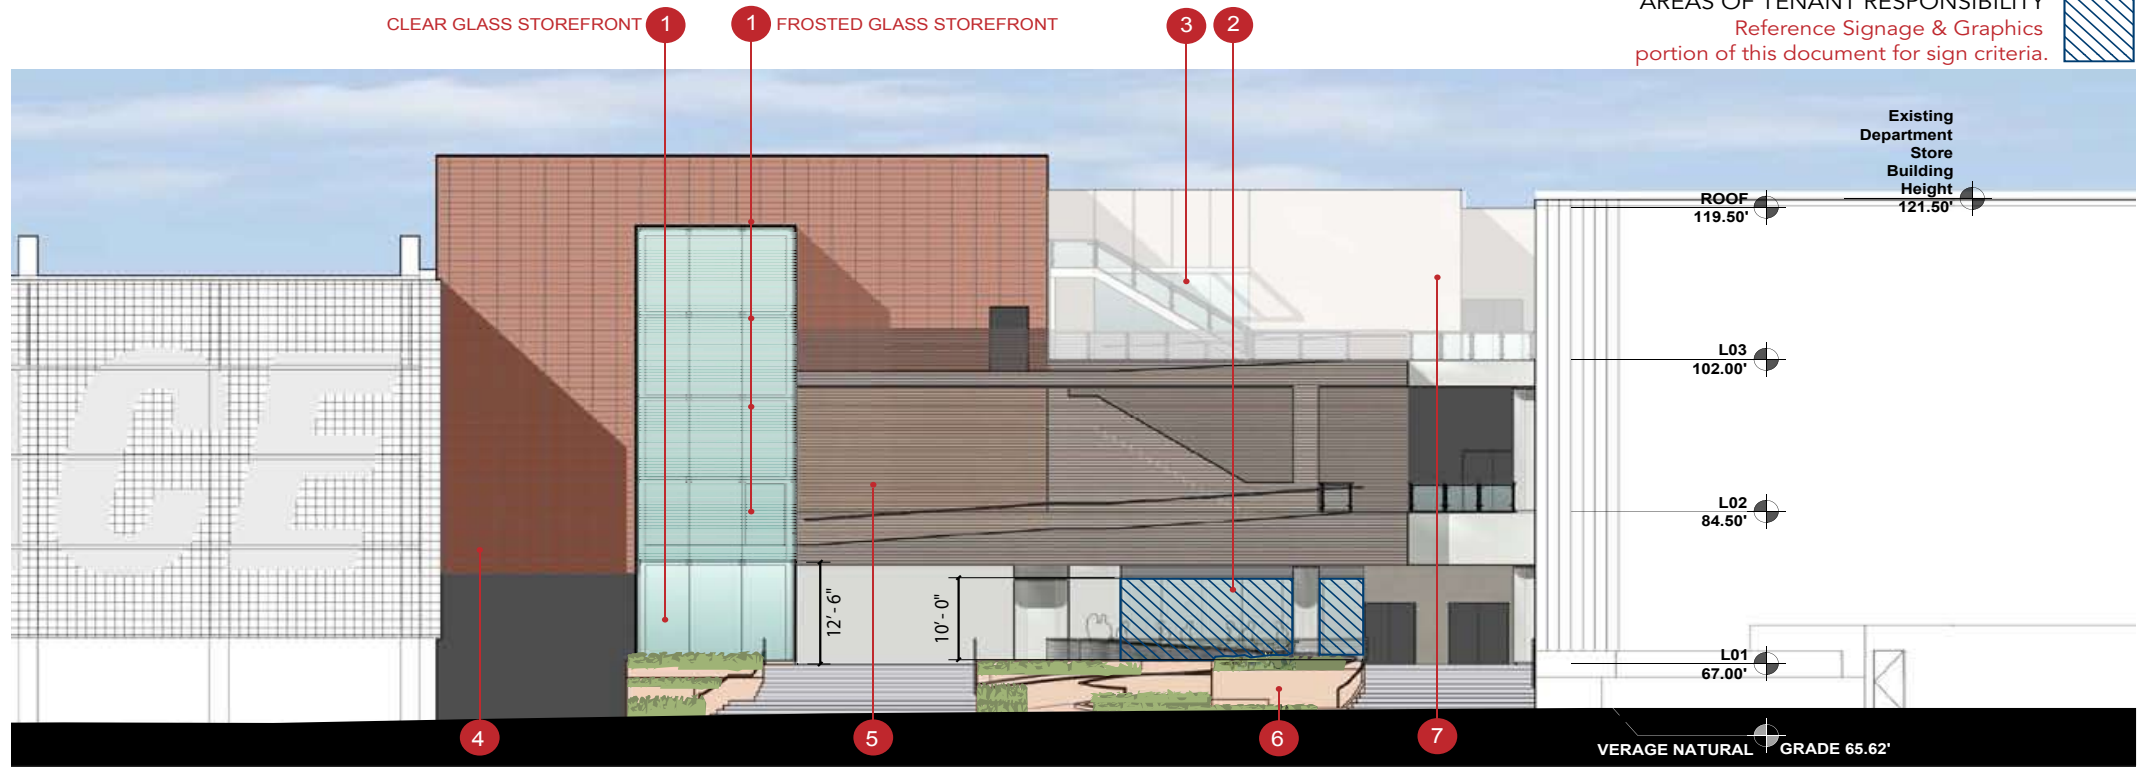 CLEAR GLASS STOREFRONT 1
1 FROSTED GLASS STOREFRONT
3
2
AREAS OF TENANT RESPONSIBILITY
Reference Signage & Graphics
portion of this document for sign criteria.
Existing
Department
Store
Building
Height
121.50'
ROOF
119.50'
L03
102.00'
L02
84.50'
L01
67.00'
CE
12'- 6"
10'- 0"
4
5
6
7
VERAGE NATURAL GRADE 65.62'